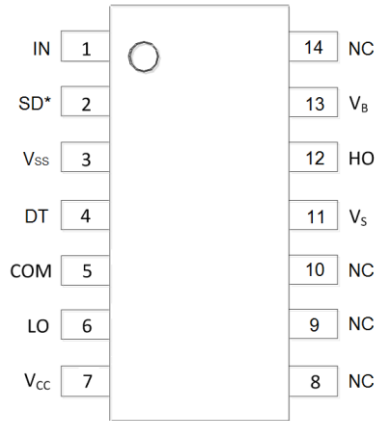 IN 1 14 NC
SD* 2 13 VB
VSS 3 12 HO
DT 4 11 VS
COM 5 10 NC
LO 6 9 NC
VCC 7 8 NC